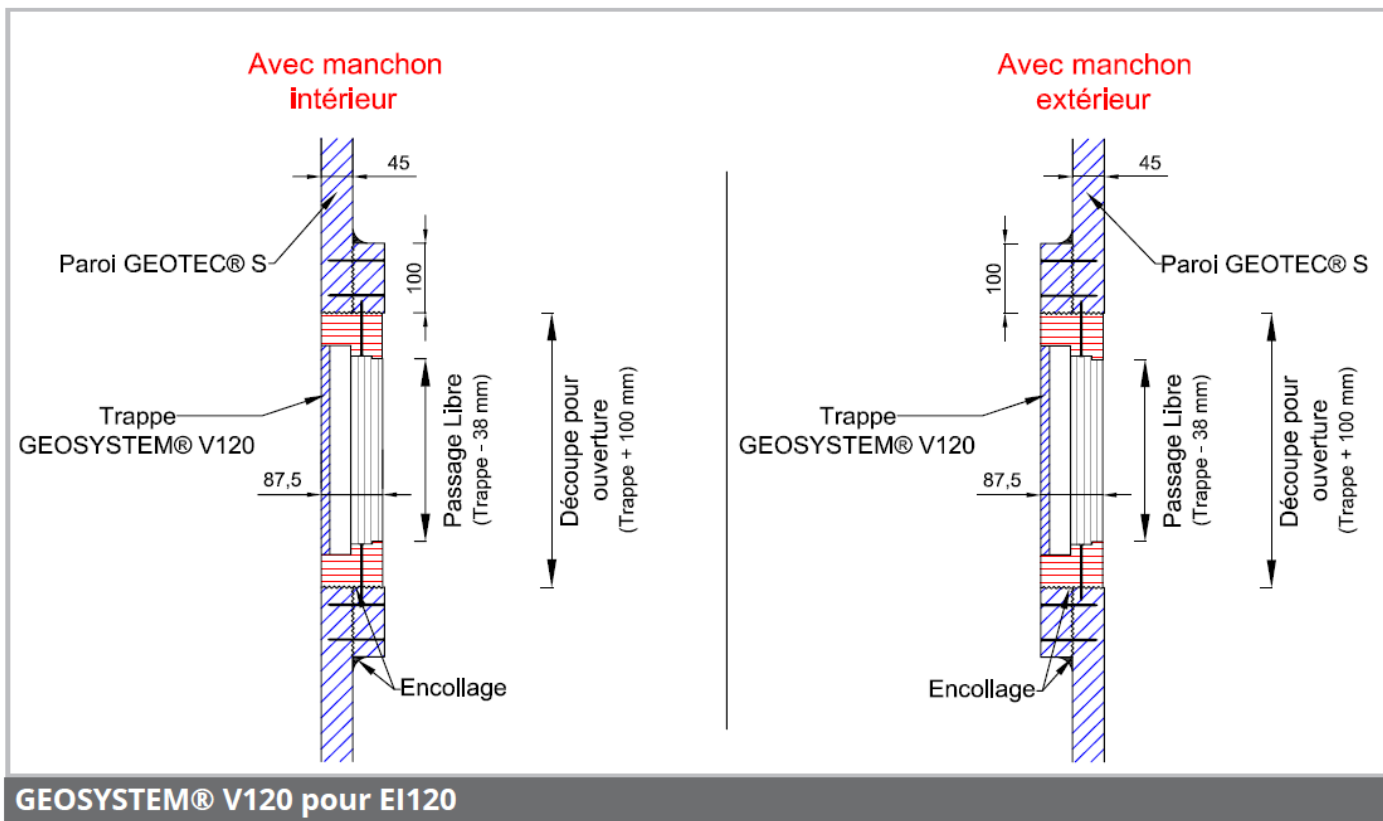 Avec manchon
intérieur
45
Paroi GEOTEC® S
100
Trappe
GEOSYSTEM® V120
87,5
Passage Libre
(Trappe - 38 mm)
Découpe pour
ouverture
(Trappe + 100 mm)
Encollage
Avec manchon
extérieur
45
Paroi GEOTEC® S
100
Trappe
GEOSYSTEM® V120
87,5
Passage Libre
(Trappe - 38 mm)
Découpe pour
ouverture
(Trappe + 100 mm)
Encollage
GEOSYSTEM® V120 pour EI120